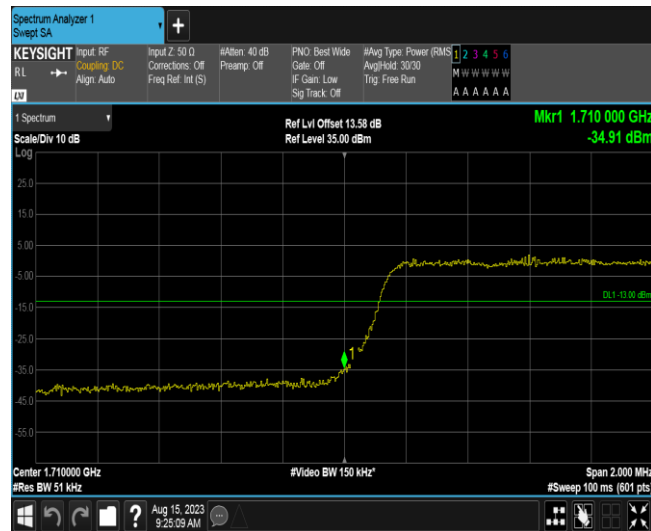 Spectrum Analyzer 1
Swept SA
+
KEYSIGHT
RL
LXI
Input: RF
Coupling: DC
Align: Auto
Input Z: 50 Ω
Corrections: Off
Freq Ref: Int (S)
#Atten: 40 dB
Preamp: Off
PNO: Best Wide
Gate: Off
IF Gain: Low
Sig Track: Off
#Avg Type: Power (RMS
Avg|Hold: 30/30
Trig: Free Run
1 2 3 4 5 6
M W W W W W
A A A A A A
1 Spectrum
Scale/Div 10 dB
Log
Ref Lvl Offset 13.58 dB
Ref Level 35.00 dBm
Mkr1 1.710 000 GHz
-34.91 dBm
25.0
15.0
5.00
-5.00
-15.0
-25.0
-35.0
-45.0
-55.0
DL1 -13.00 dBm
1
Center 1.710000 GHz
#Res BW 51 kHz
#Video BW 150 kHz*
Span 2.000 MHz
#Sweep 100 ms (601 pts)
?
Aug 15, 2023
9:25:09 AM